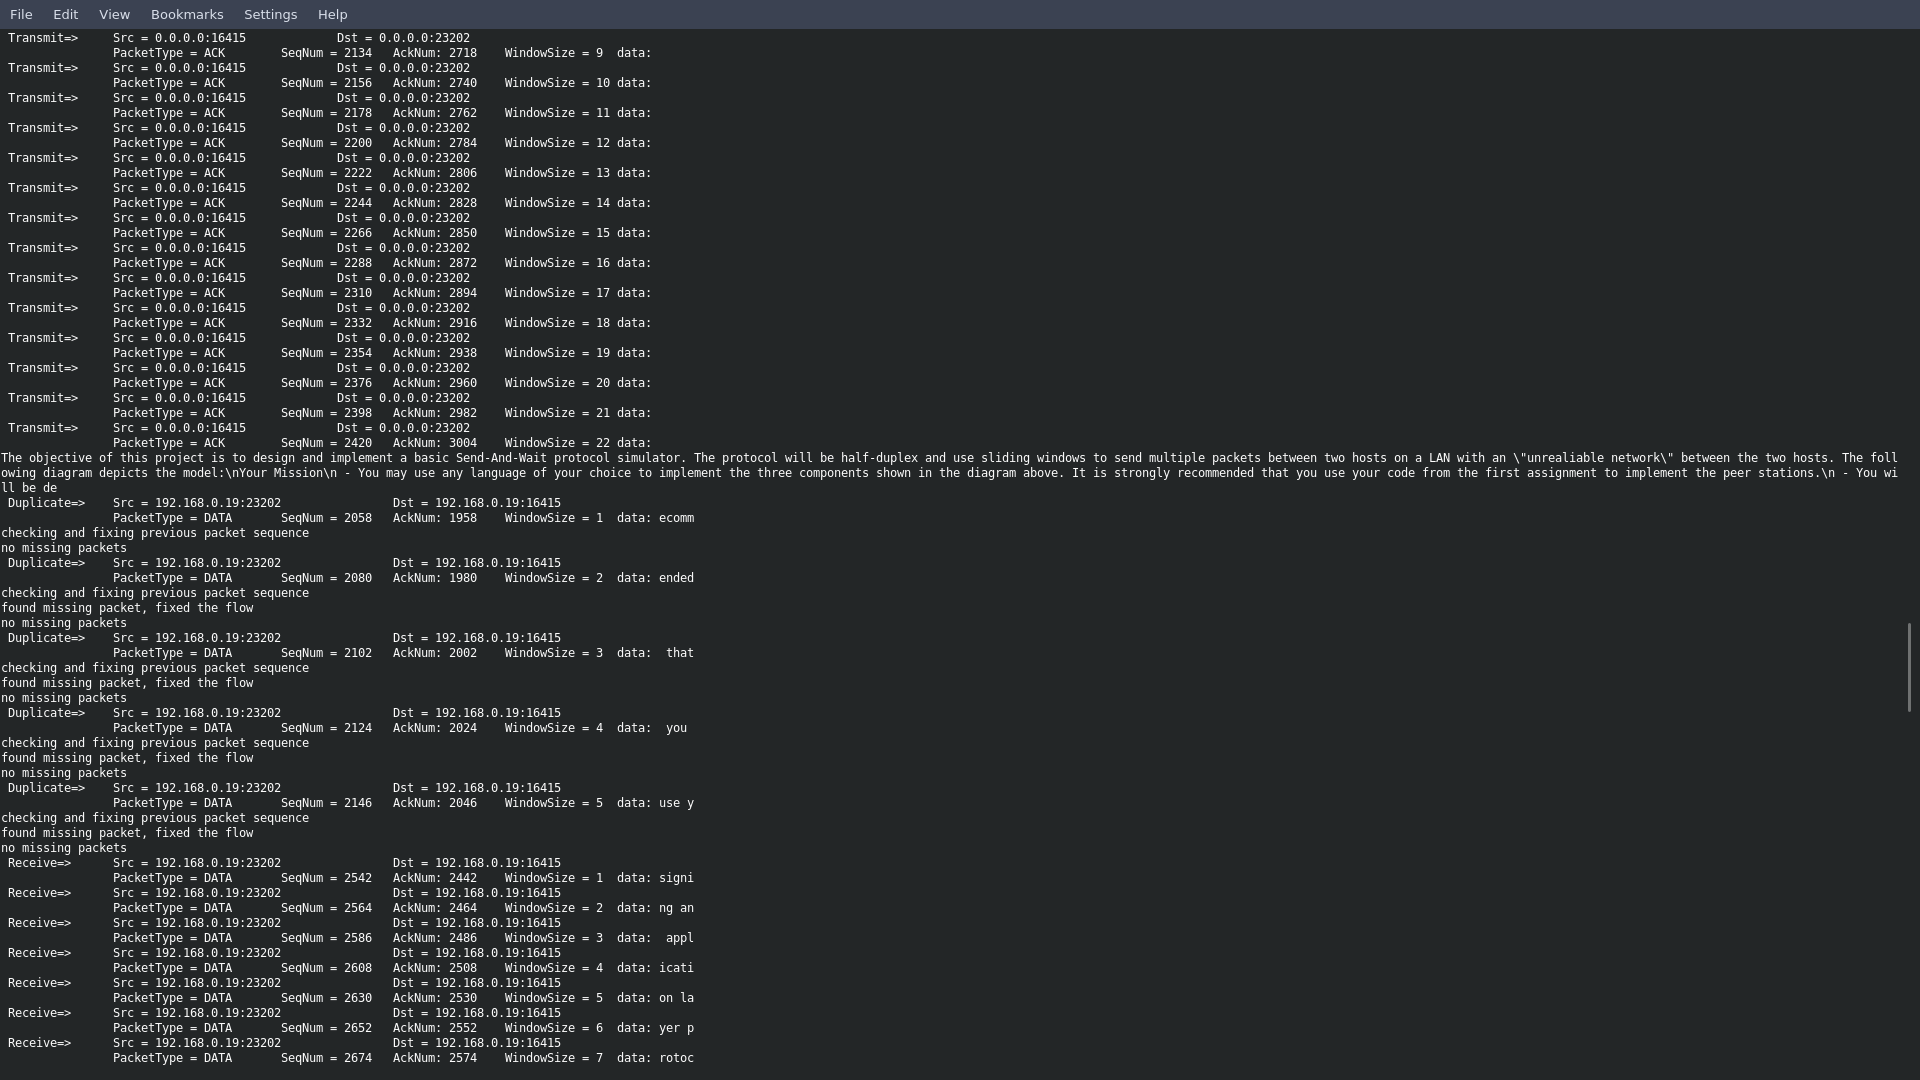 File Edit View Bookmarks Settings Help
Transmit=> Src = 0.0.0.0:16415 Dst = 0.0.0.0:23202
PacketType = ACK SeqNum = 2134 AckNum: 2718 WindowSize = 9 data:
Transmit=> Src = 0.0.0.0:16415 Dst = 0.0.0.0:23202
PacketType = ACK SeqNum = 2156 AckNum: 2740 WindowSize = 10 data:
Transmit=> Src = 0.0.0.0:16415 Dst = 0.0.0.0:23202
PacketType = ACK SeqNum = 2178 AckNum: 2762 WindowSize = 11 data:
Transmit=> Src = 0.0.0.0:16415 Dst = 0.0.0.0:23202
PacketType = ACK SeqNum = 2200 AckNum: 2784 WindowSize = 12 data:
Transmit=> Src = 0.0.0.0:16415 Dst = 0.0.0.0:23202
PacketType = ACK SeqNum = 2222 AckNum: 2806 WindowSize = 13 data:
Transmit=> Src = 0.0.0.0:16415 Dst = 0.0.0.0:23202
PacketType = ACK SeqNum = 2244 AckNum: 2828 WindowSize = 14 data:
Transmit=> Src = 0.0.0.0:16415 Dst = 0.0.0.0:23202
PacketType = ACK SeqNum = 2266 AckNum: 2850 WindowSize = 15 data:
Transmit=> Src = 0.0.0.0:16415 Dst = 0.0.0.0:23202
PacketType = ACK SeqNum = 2288 AckNum: 2872 WindowSize = 16 data:
Transmit=> Src = 0.0.0.0:16415 Dst = 0.0.0.0:23202
PacketType = ACK SeqNum = 2310 AckNum: 2894 WindowSize = 17 data:
Transmit=> Src = 0.0.0.0:16415 Dst = 0.0.0.0:23202
PacketType = ACK SeqNum = 2332 AckNum: 2916 WindowSize = 18 data:
Transmit=> Src = 0.0.0.0:16415 Dst = 0.0.0.0:23202
PacketType = ACK SeqNum = 2354 AckNum: 2938 WindowSize = 19 data:
Transmit=> Src = 0.0.0.0:16415 Dst = 0.0.0.0:23202
PacketType = ACK SeqNum = 2376 AckNum: 2960 WindowSize = 20 data:
Transmit=> Src = 0.0.0.0:16415 Dst = 0.0.0.0:23202
PacketType = ACK SeqNum = 2398 AckNum: 2982 WindowSize = 21 data:
Transmit=> Src = 0.0.0.0:16415 Dst = 0.0.0.0:23202
PacketType = ACK SeqNum = 2420 AckNum: 3004 WindowSize = 22 data:
The objective of this project is to design and implement a basic Send-And-Wait protocol simulator. The protocol will be half-duplex and use sliding windows to send multiple packets between two hosts on a LAN with an \"unrealiable network\" between the two hosts. The foll
owing diagram depicts the model:\nYour Mission\n - You may use any language of your choice to implement the three components shown in the diagram above. It is strongly recommended that you use your code from the first assignment to implement the peer stations.\n - You wi
ll be de
Duplicate=> Src = 192.168.0.19:23202 Dst = 192.168.0.19:16415
PacketType = DATA SeqNum = 2058 AckNum: 1958 WindowSize = 1 data: ecomm
checking and fixing previous packet sequence
no missing packets
Duplicate=> Src = 192.168.0.19:23202 Dst = 192.168.0.19:16415
PacketType = DATA SeqNum = 2080 AckNum: 1980 WindowSize = 2 data: ended
checking and fixing previous packet sequence
found missing packet, fixed the flow
no missing packets
Duplicate=> Src = 192.168.0.19:23202 Dst = 192.168.0.19:16415
PacketType = DATA SeqNum = 2102 AckNum: 2002 WindowSize = 3 data:  that
checking and fixing previous packet sequence
found missing packet, fixed the flow
no missing packets
Duplicate=> Src = 192.168.0.19:23202 Dst = 192.168.0.19:16415
PacketType = DATA SeqNum = 2124 AckNum: 2024 WindowSize = 4 data:  you
checking and fixing previous packet sequence
found missing packet, fixed the flow
no missing packets
Duplicate=> Src = 192.168.0.19:23202 Dst = 192.168.0.19:16415
PacketType = DATA SeqNum = 2146 AckNum: 2046 WindowSize = 5 data: use y
checking and fixing previous packet sequence
found missing packet, fixed the flow
no missing packets
Receive=> Src = 192.168.0.19:23202 Dst = 192.168.0.19:16415
PacketType = DATA SeqNum = 2542 AckNum: 2442 WindowSize = 1 data: signi
Receive=> Src = 192.168.0.19:23202 Dst = 192.168.0.19:16415
PacketType = DATA SeqNum = 2564 AckNum: 2464 WindowSize = 2 data: ng an
Receive=> Src = 192.168.0.19:23202 Dst = 192.168.0.19:16415
PacketType = DATA SeqNum = 2586 AckNum: 2486 WindowSize = 3 data:  appl
Receive=> Src = 192.168.0.19:23202 Dst = 192.168.0.19:16415
PacketType = DATA SeqNum = 2608 AckNum: 2508 WindowSize = 4 data: icati
Receive=> Src = 192.168.0.19:23202 Dst = 192.168.0.19:16415
PacketType = DATA SeqNum = 2630 AckNum: 2530 WindowSize = 5 data: on la
Receive=> Src = 192.168.0.19:23202 Dst = 192.168.0.19:16415
PacketType = DATA SeqNum = 2652 AckNum: 2552 WindowSize = 6 data: yer p
Receive=> Src = 192.168.0.19:23202 Dst = 192.168.0.19:16415
PacketType = DATA SeqNum = 2674 AckNum: 2574 WindowSize = 7 data: rotoc